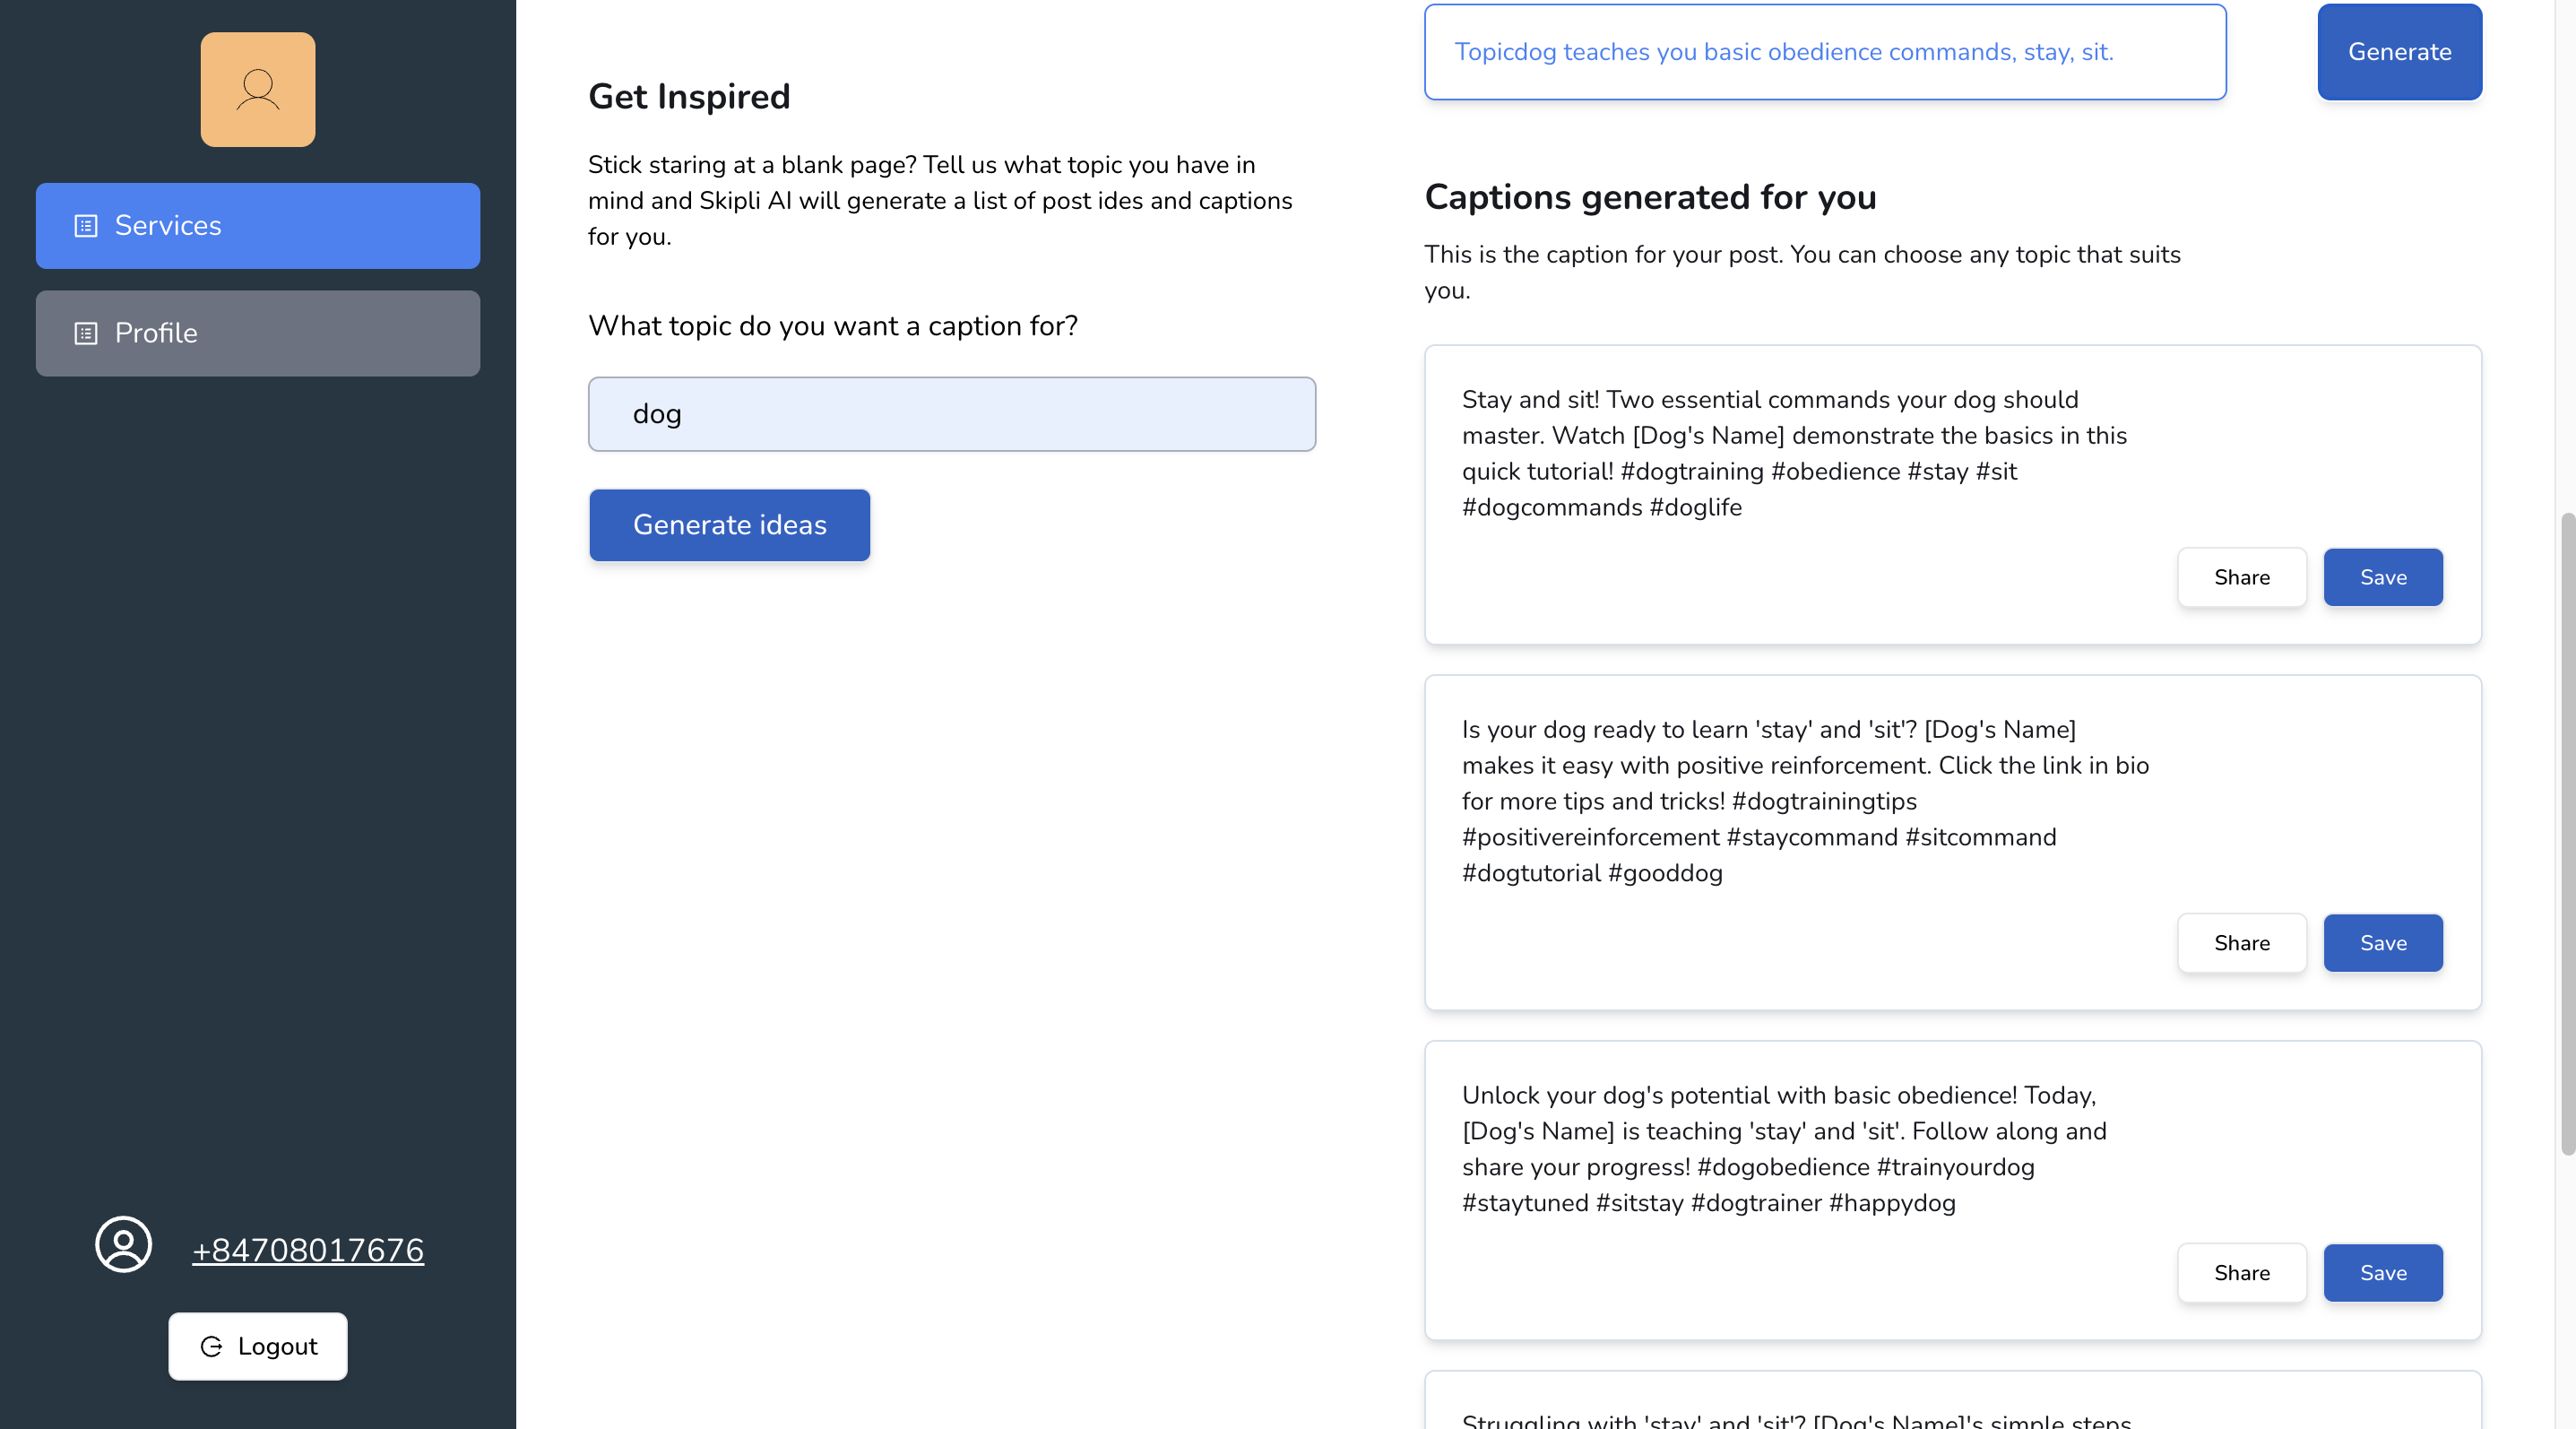 Services
Profile
+84708017676
Logout
Get Inspired
Stick staring at a blank page? Tell us what topic you have in
mind and Skipli AI will generate a list of post ides and captions
for you.
What topic do you want a caption for?
dog
Generate ideas
Topicdog teaches you basic obedience commands, stay, sit.
Generate
Captions generated for you
This is the caption for your post. You can choose any topic that suits
you.
Stay and sit! Two essential commands your dog should
master. Watch [Dog's Name] demonstrate the basics in this
quick tutorial! #dogtraining #obedience #stay #sit
#dogcommands #doglife
Share
Save
Is your dog ready to learn 'stay' and 'sit'? [Dog's Name]
makes it easy with positive reinforcement. Click the link in bio
for more tips and tricks! #dogtrainingtips
#positivereinforcement #staycommand #sitcommand
#dogtutorial #gooddog
Share
Save
Unlock your dog's potential with basic obedience! Today,
[Dog's Name] is teaching 'stay' and 'sit'. Follow along and
share your progress! #dogobedience #trainyourdog
#staytuned #sitstay #dogtrainer #happydog
Share
Save
Struggling with 'stay' and 'sit'? [Dog's Name]'s simple steps